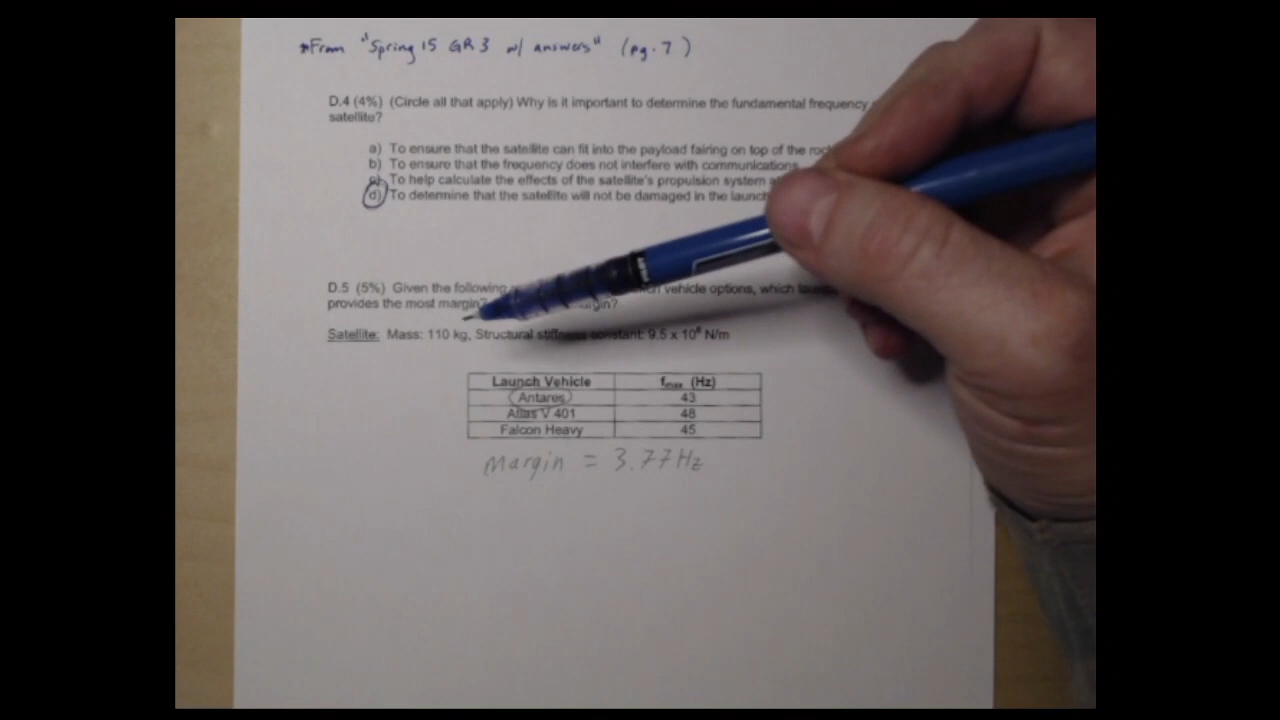 *From "Spring 15 GR3 w/ answers" (pg. 7)
D.4 (4%) (Circle all that apply) Why is it important to determine the fundamental frequency
satellite?
a) To ensure that the satellite can fit into the payload fairing on top of the
b) To ensure that the frequency does not interfere with communications
c) To help calculate the effects of the satellite's propulsion system
d) To determine that the satellite will not be damaged in the launch
D.5 (5%) Given the following vehicle options, which
provides the most margin?
Satellite: Mass: 110 kg, Structural stiffness constant: 9.5 x 10⁶ N/m
Launch Vehicle fmax (Hz)
Antares 43
Atlas V 401 48
Falcon Heavy 45
Margin = 3.77Hz